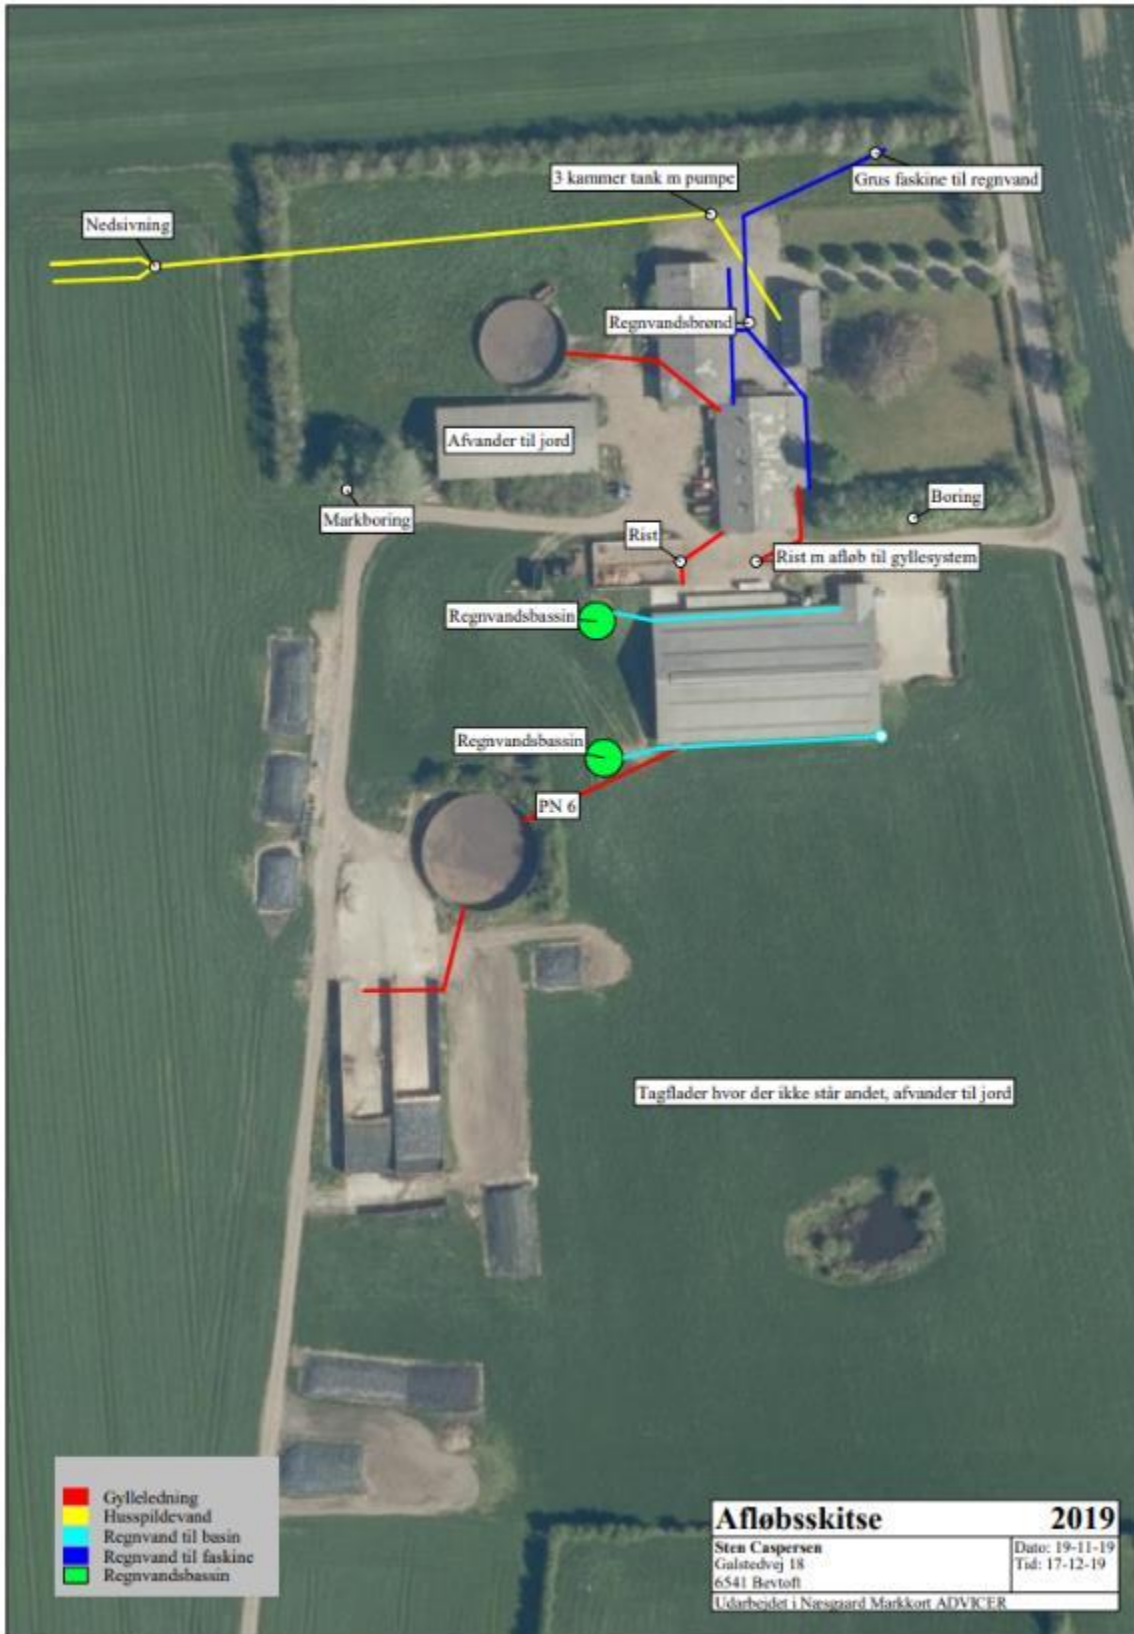 3 kammer tank m pumpe
Grus faskine til regnvand
Nedsivning
Regnvandsbrønd
Afvander til jord
Markboring
Boring
Rist
Rist m afløb til gyllesystem
Regnvandsbassin
Regnvandsbassin
PN 6
Tagflader hvor der ikke står andet, afvander til jord
Gylleledning
Husspildevand
Regnvand til basin
Regnvand til faskine
Regnvandsbassin
Afløbsskitse 2019
Sten Caspersen
Galstedvej 18
6541 Bevtoft
Dato: 19-11-19
Tid: 17-12-19
Udarbejdet i Næsgaard Markkort ADVICER